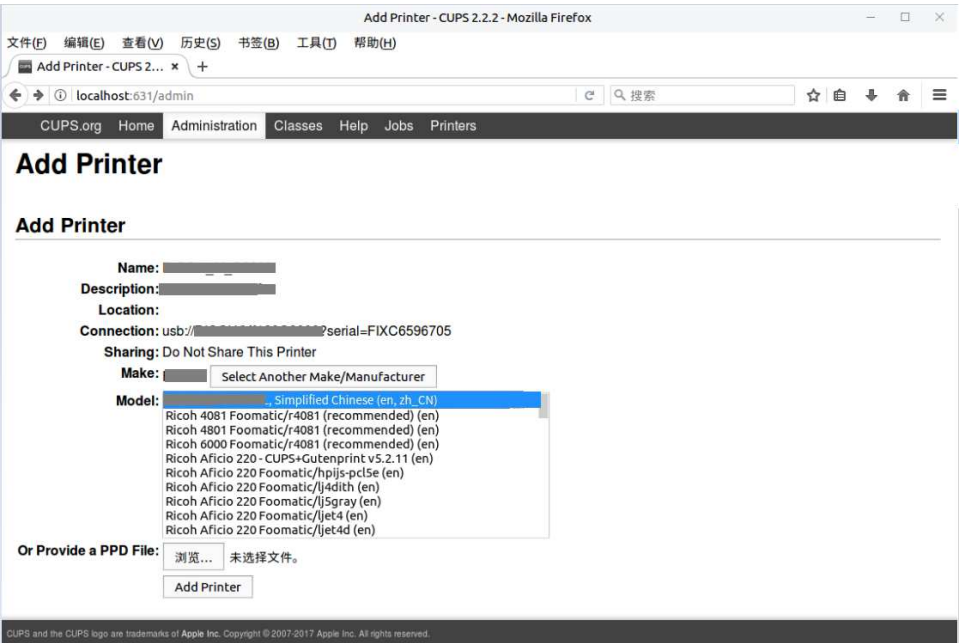 Add Printer - CUPS 2.2.2 - Mozilla Firefox
文件(F) 编辑(E) 查看(V) 历史(S) 书签(B) 工具(T) 帮助(H)
Add Printer - CUPS 2... × +
localhost:631/admin 搜索
CUPS.org Home Administration Classes Help Jobs Printers
Add Printer
Add Printer
Name:
Description:
Location:
Connection: usb:// ?serial=FIXC6596705
Sharing: Do Not Share This Printer
Make: Select Another Make/Manufacturer
Model: , Simplified Chinese (en, zh_CN)
Ricoh 4081 Foomatic/r4081 (recommended) (en)
Ricoh 4801 Foomatic/r4081 (recommended) (en)
Ricoh 6000 Foomatic/r4081 (recommended) (en)
Ricoh Aficio 220 - CUPS+Gutenprint v5.2.11 (en)
Ricoh Aficio 220 Foomatic/hpijs-pcl5e (en)
Ricoh Aficio 220 Foomatic/lj4dith (en)
Ricoh Aficio 220 Foomatic/lj5gray (en)
Ricoh Aficio 220 Foomatic/ljet4 (en)
Ricoh Aficio 220 Foomatic/ljet4d (en)
Or Provide a PPD File: 浏览... 未选择文件。
Add Printer
CUPS and the CUPS logo are trademarks of Apple Inc. Copyright © 2007-2017 Apple Inc. All rights reserved.